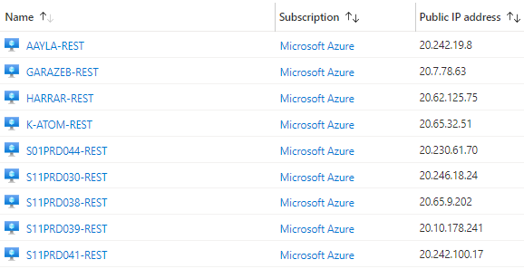 Name Subscription Public IP address
AAYLA-REST Microsoft Azure 20.242.19.8
GARAZEB-REST Microsoft Azure 20.7.78.63
HARRAR-REST Microsoft Azure 20.62.125.75
K-ATOM-REST Microsoft Azure 20.65.32.51
S01PRD044-REST Microsoft Azure 20.230.61.70
S11PRD030-REST Microsoft Azure 20.246.18.24
S11PRD038-REST Microsoft Azure 20.65.9.202
S11PRD039-REST Microsoft Azure 20.10.178.241
S11PRD041-REST Microsoft Azure 20.242.100.17